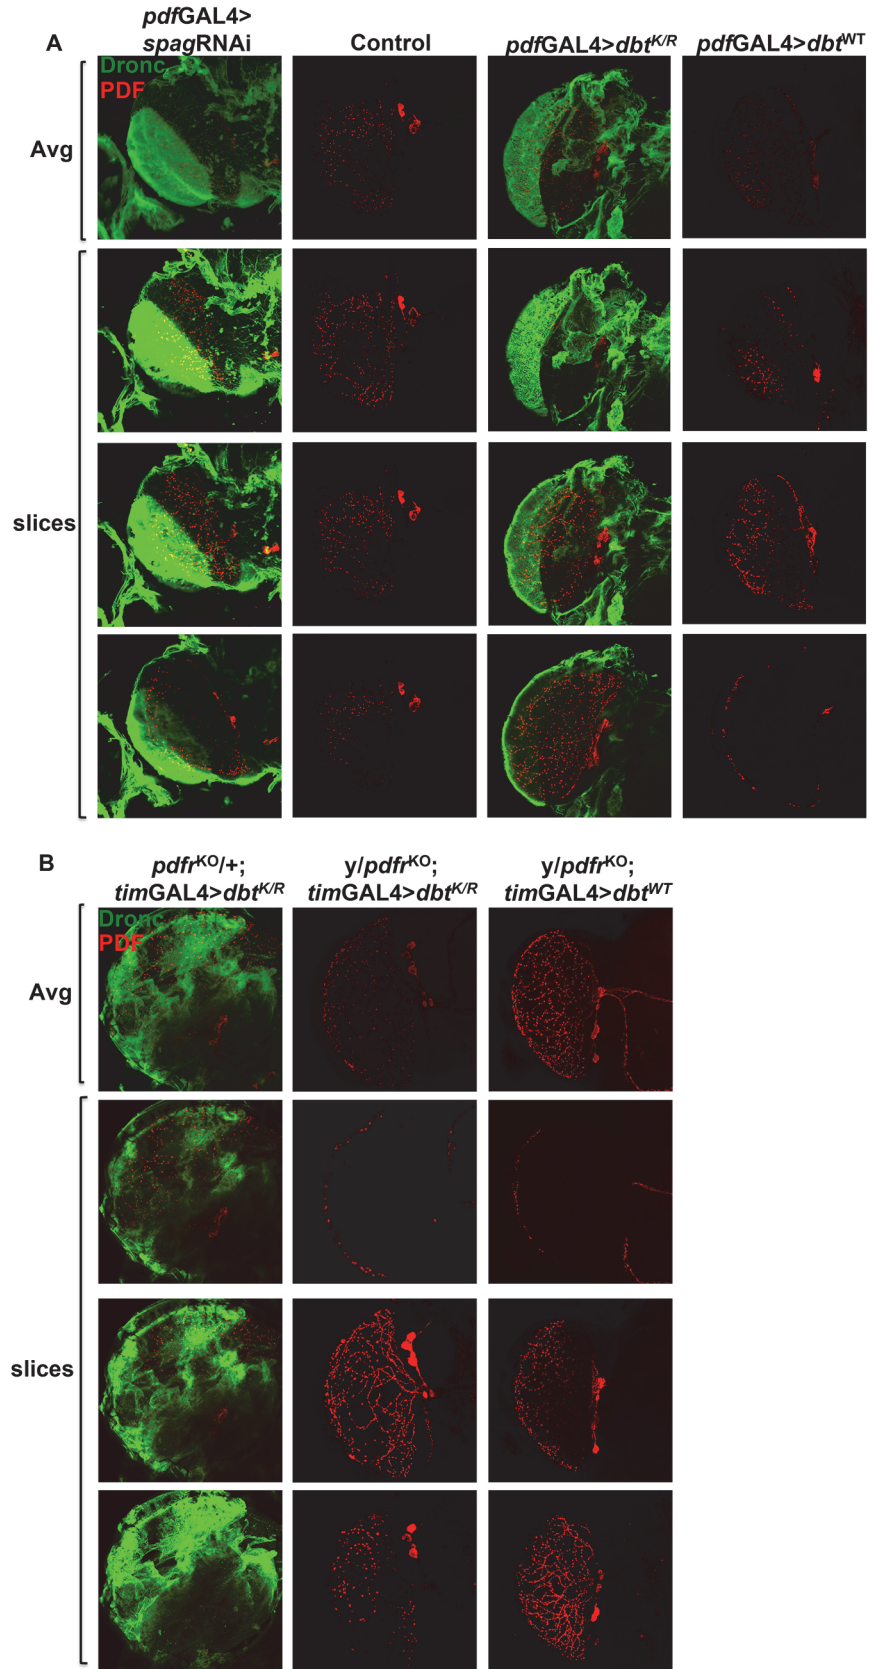 A
pdfGAL4>
spagRNAi
Control
pdfGAL4>dbtK/R
pdfGAL4>dbtWT
Dronc
PDF
Avg
slices
B
pdfrKO/+;
timGAL4>dbtK/R
y/pdfrKO;
timGAL4>dbtK/R
y/pdfrKO;
timGAL4>dbtWT
Dronc
PDF
Avg
slices